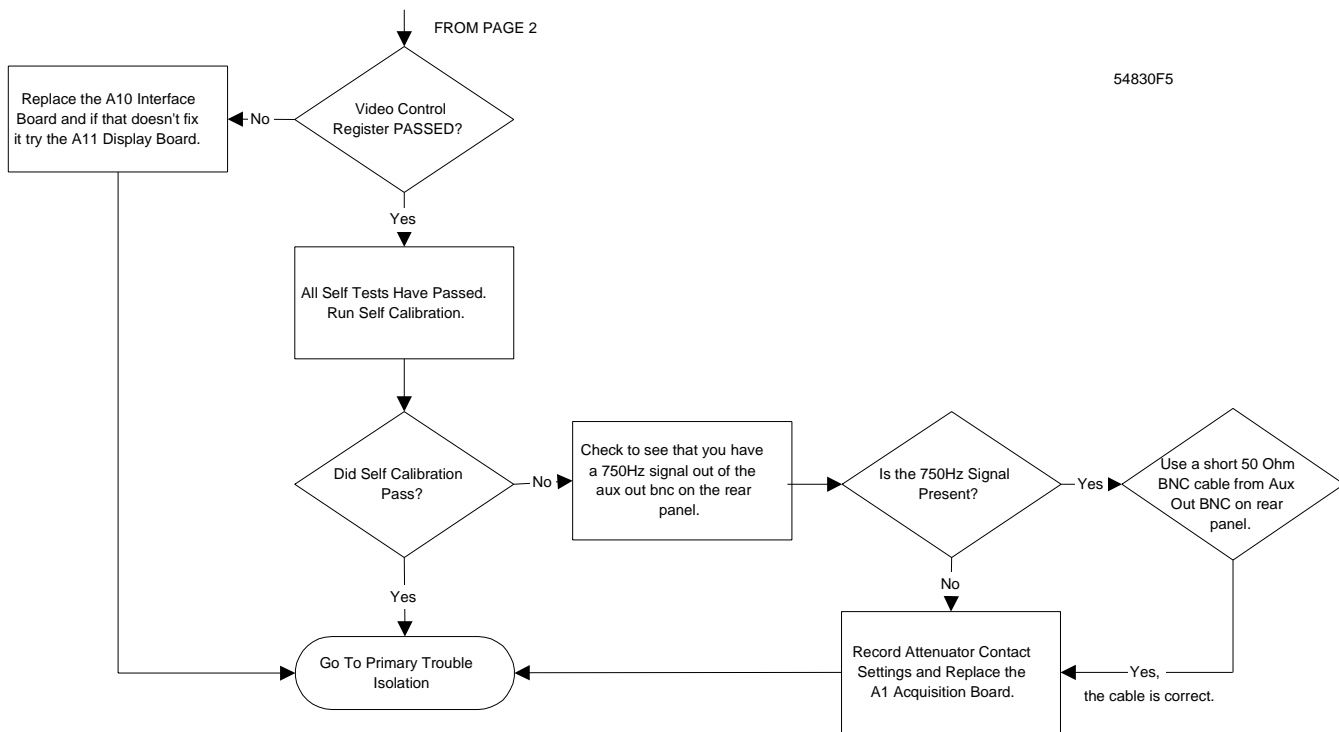 FROM PAGE 2
54830F5
Replace the A10 Interface
Board and if that doesn't fix
it try the A11 Display Board.
No
Video Control
Register PASSED?
Yes
All Self Tests Have Passed.
Run Self Calibration.
Did Self Calibration
Pass?
No
Check to see that you have
a 750Hz signal out of the
aux out bnc on the rear
panel.
Is the 750Hz Signal
Present?
Yes
Use a short 50 Ohm
BNC cable from Aux
Out BNC on rear
panel.
Yes
No
Go To Primary Trouble
Isolation
Record Attenuator Contact
Settings and Replace the
A1 Acquisition Board.
Yes,
the cable is correct.